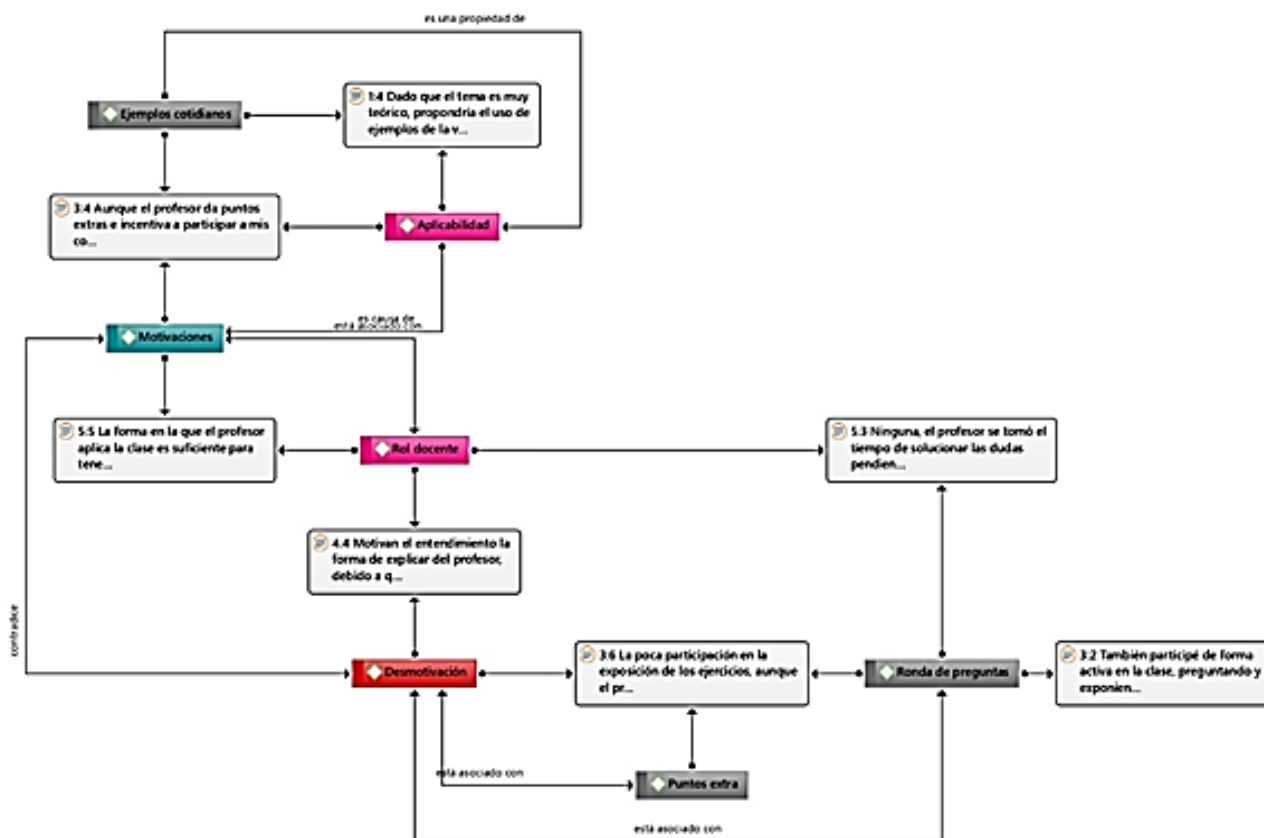 es una propiedad de
Ejemplos cotidianos
1:4 Dado que el tema es muy
teórico, propondría el uso de
ejemplos de la v...
3:4 Aunque el profesor da puntos
extras e incentiva a participar a mis
co...
Aplicabilidad
es causa de
está asociado con
Motivaciones
5:5 La forma en la que el profesor
aplica la clase es suficiente para
tene...
Rol docente
5:3 Ninguna, el profesor se tomó el
tiempo de solucionar las dudas
pendien...
4:4 Motivan el entendimiento la
forma de explicar del profesor,
debido a q...
contradice
Desmotivación
3:6 La poca participación en la
exposición de los ejercicios, aunque
el pr...
Ronda de preguntas
3:2 También participé de forma
activa en la clase, preguntando y
exponien...
está asociado con
Puntos extra
está asociado con